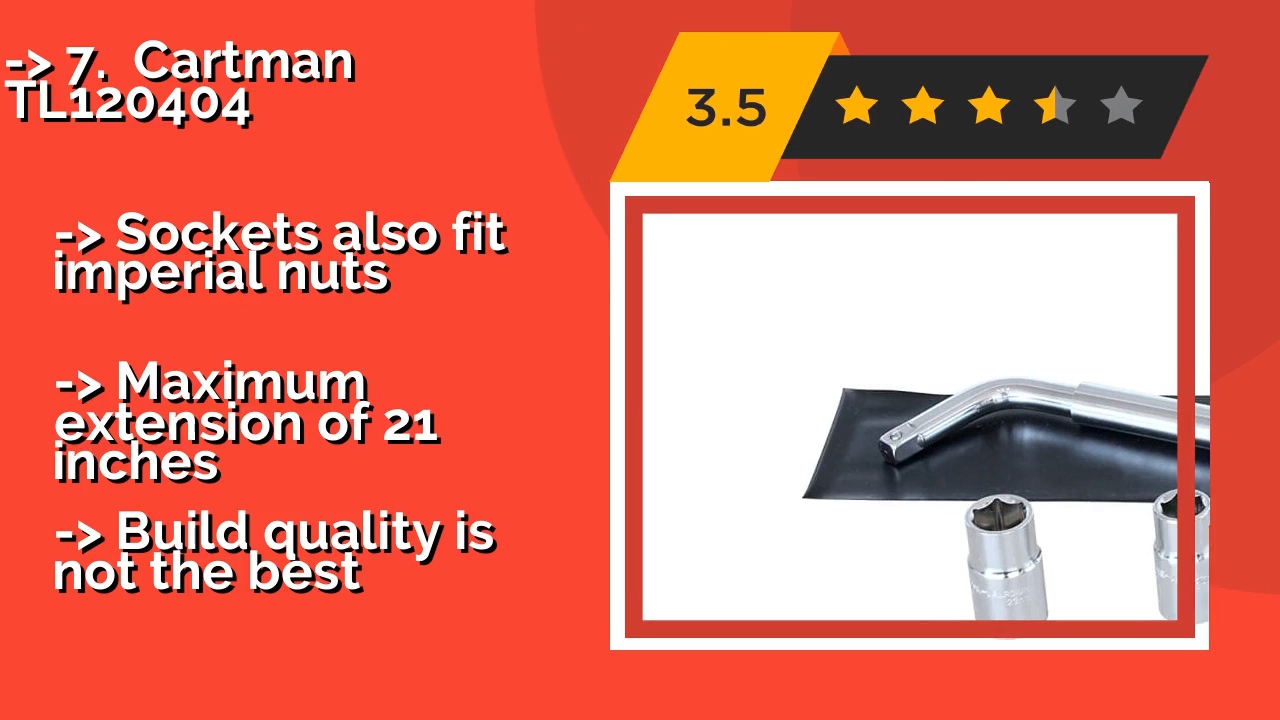 -> 7.  Cartman
TL120404
3.5
-> Sockets also fit
imperial nuts
-> Maximum
extension of 21
inches
-> Build quality is
not the best